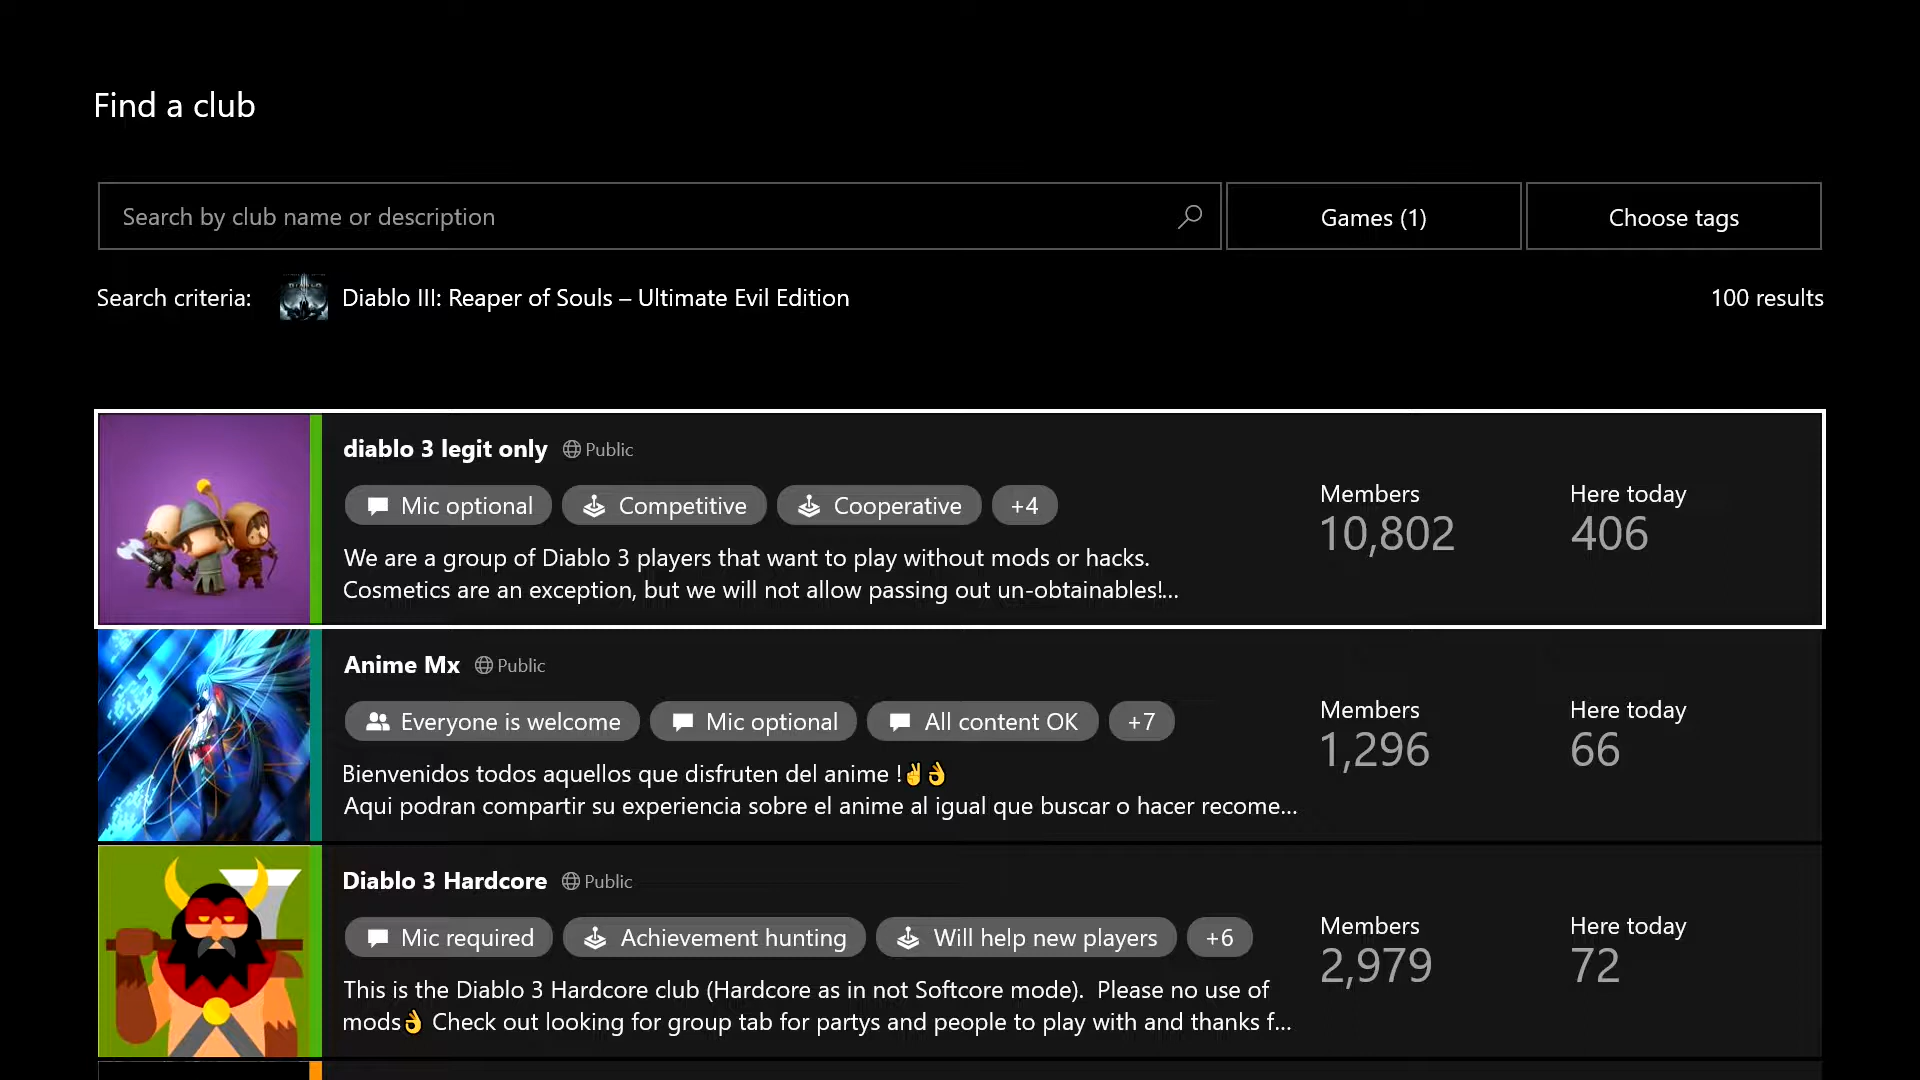 Find a club
Search by club name or description
Games (1)
Choose tags
Search criteria:
DIABLO
Diablo III: Reaper of Souls – Ultimate Evil Edition
100 results
diablo 3 legit only Public
Mic optional Competitive Cooperative +4
We are a group of Diablo 3 players that want to play without mods or hacks.
Cosmetics are an exception, but we will not allow passing out un-obtainables!...
Members
10,802
Here today
406
Anime Mx Public
Everyone is welcome Mic optional All content OK +7
Bienvenidos todos aquellos que disfruten del anime !✌👌
Aqui podran compartir su experiencia sobre el anime al igual que buscar o hacer recome...
Members
1,296
Here today
66
Diablo 3 Hardcore Public
Mic required Achievement hunting Will help new players +6
This is the Diablo 3 Hardcore club (Hardcore as in not Softcore mode).  Please no use of
mods👌 Check out looking for group tab for partys and people to play with and thanks f...
Members
2,979
Here today
72